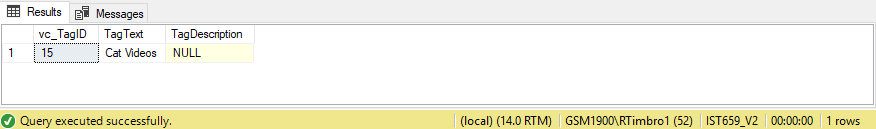 Results Messages
vc_TagID TagText TagDescription
1 15 Cat Videos NULL
Query executed successfully. (local) (14.0 RTM) GSM1900\RTimbro1 (52) IST659_V2 00:00:00 1 rows